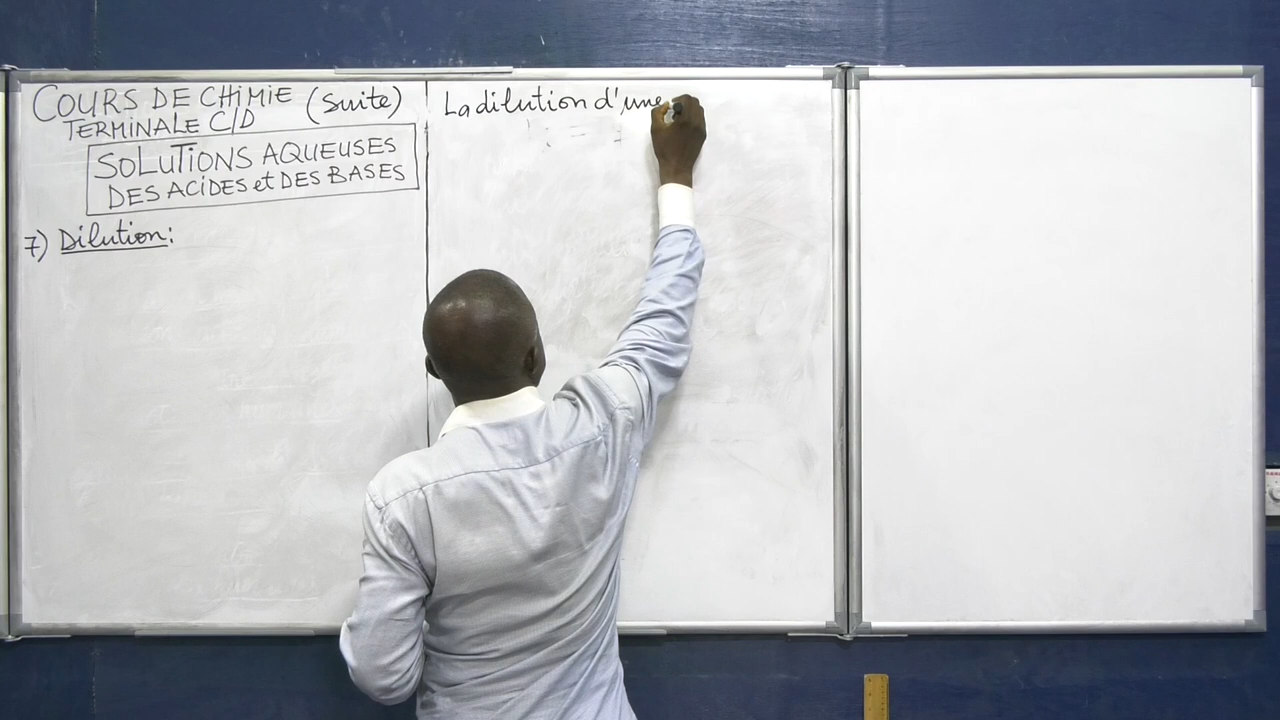 COURS DE CHIMIE (Suite)
TERMINALE C/D
SOLUTIONS AQUEUSES
DES ACIDES et DES BASES
7) Dilution:
La dilution d'une